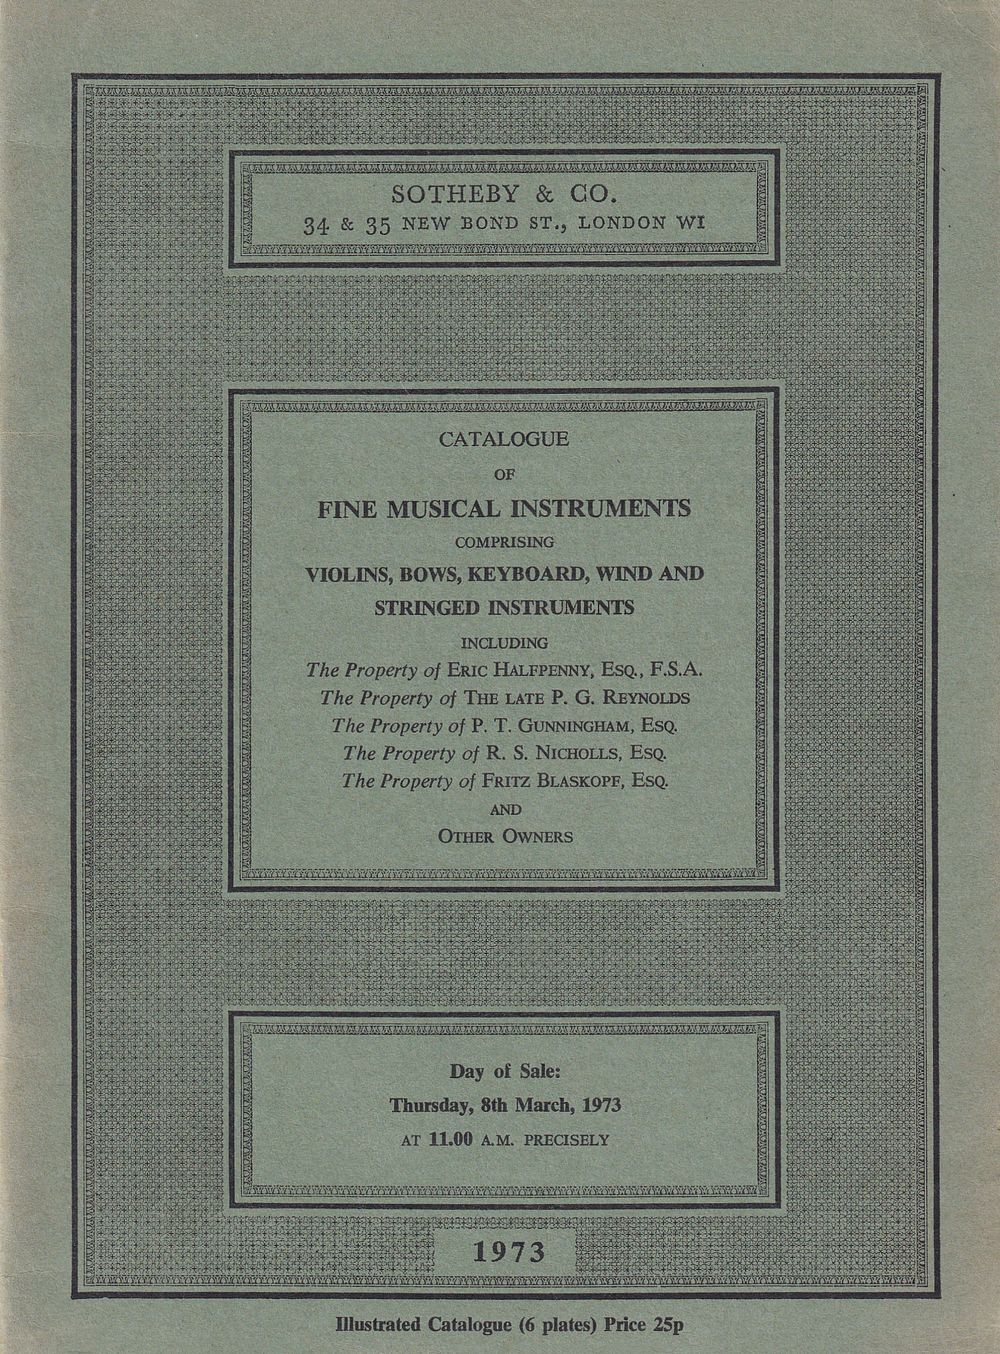 SOTHEBY & CO.
34 & 35 NEW BOND ST., LONDON W1
CATALOGUE
OF
FINE MUSICAL INSTRUMENTS
COMPRISING
VIOLINS, BOWS, KEYBOARD, WIND AND
STRINGED INSTRUMENTS
INCLUDING
The Property of ERIC HALFPENNY, ESQ., F.S.A.
The Property of THE LATE P. G. REYNOLDS
The Property of P. T. GUNNINGHAM, ESQ.
The Property of R. S. NICHOLLS, ESQ.
The Property of FRITZ BLASKOPF, ESQ.
AND
OTHER OWNERS
Day of Sale:
Thursday, 8th March, 1973
AT 11.00 A.M. PRECISELY
1973
Illustrated Catalogue (6 plates) Price 25p